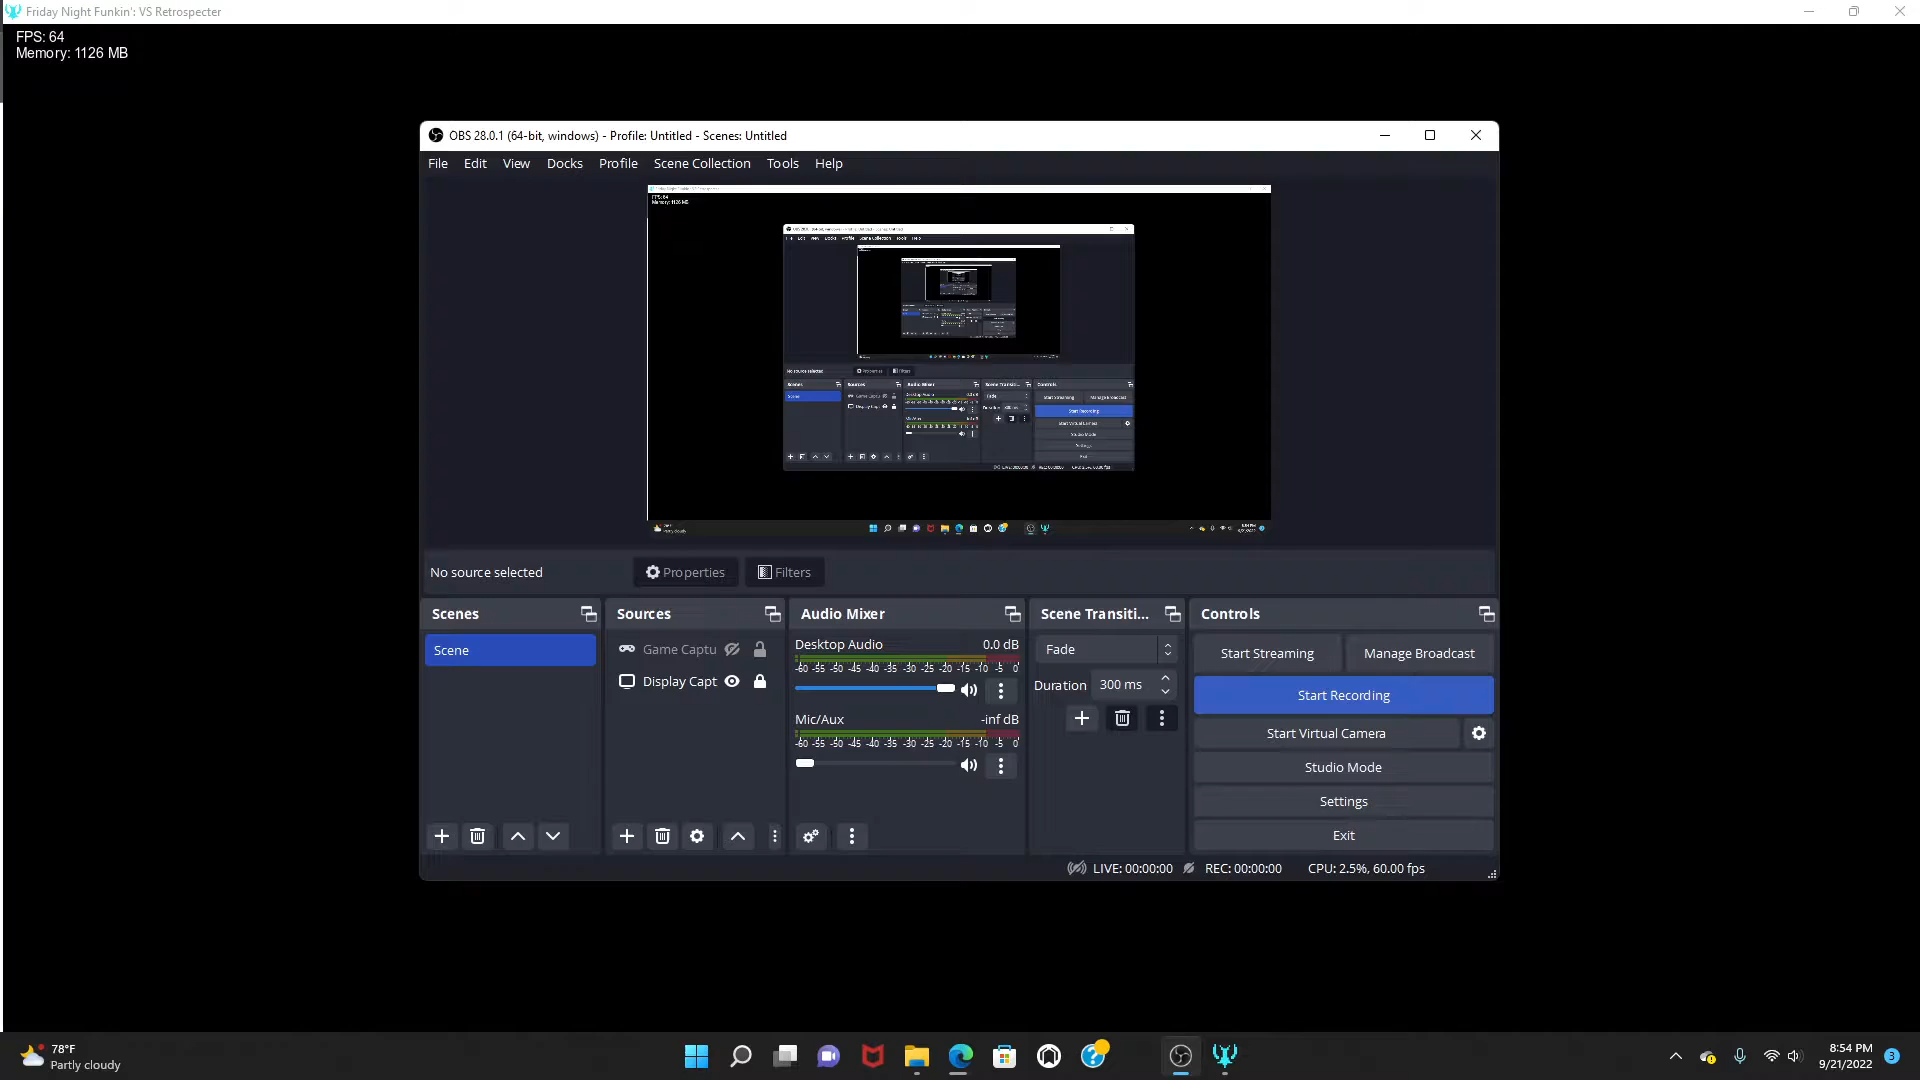 Friday Night Funkin': VS Retrospecter
FPS: 64
Memory: 1126 MB
OBS 28.0.1 (64-bit, windows) - Profile: Untitled - Scenes: Untitled
File Edit View Docks Profile Scene Collection Tools Help
No source selected Properties Filters
Scenes
Scene
Sources
Game Captu
Display Capt
Audio Mixer
Desktop Audio 0.0 dB
-60 -55 -50 -45 -40 -35 -30 -25 -20 -15 -10 -5 0
Mic/Aux -inf dB
-60 -55 -50 -45 -40 -35 -30 -25 -20 -15 -10 -5 0
Scene Transiti...
Fade
Duration 300 ms
Controls
Start Streaming Manage Broadcast
Start Recording
Start Virtual Camera
Studio Mode
Settings
Exit
LIVE: 00:00:00 REC: 00:00:00 CPU: 2.5%, 60.00 fps
78°F
Partly cloudy
8:54 PM
9/21/2022
3